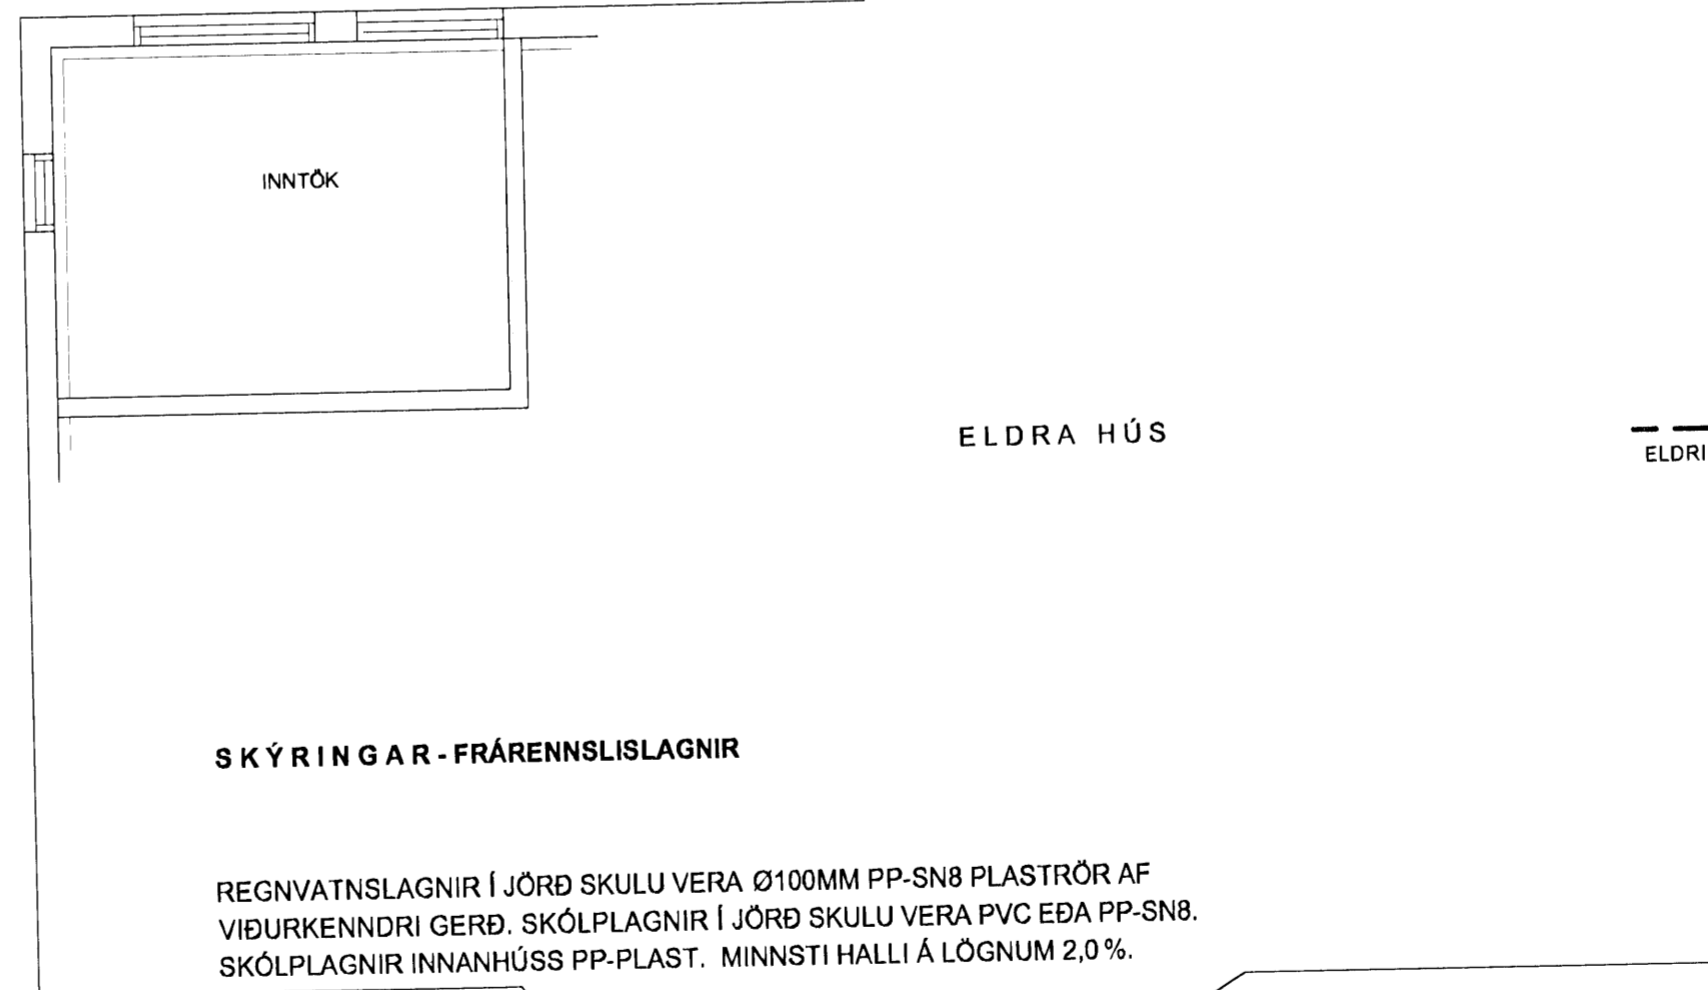 INNTÖK
ELDRA HÚS
ELDRI
SKÝRINGAR - FRÁRENNSLISLAGNIR
REGNVATNSLAGNIR Í JÖRÐ SKULU VERA Ø100MM PP-SN8 PLASTRÖR AF
VIÐURKENNDRI GERÐ. SKÓLPLAGNIR Í JÖRÐ SKULU VERA PVC EÐA PP-SN8.
SKÓLPLAGNIR INNANHÚSS PP-PLAST. MINNSTI HALLI Á LÖGNUM 2,0 %.